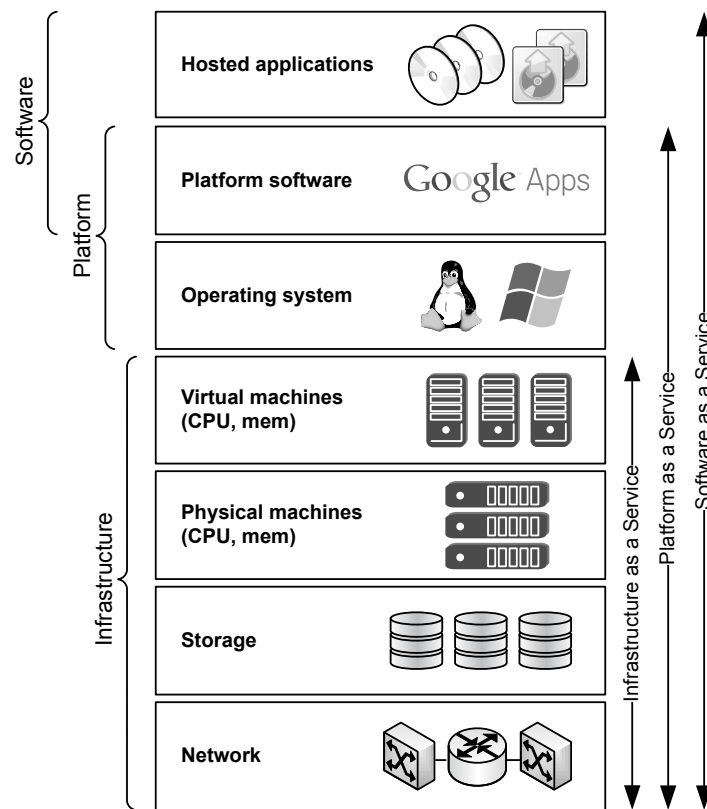 Software
Platform
Infrastructure
Hosted applications
Platform software
Google Apps
Operating system
Virtual machines
(CPU, mem)
Physical machines
(CPU, mem)
Storage
Network
Infrastructure as a Service
Platform as a Service
Software as a Service